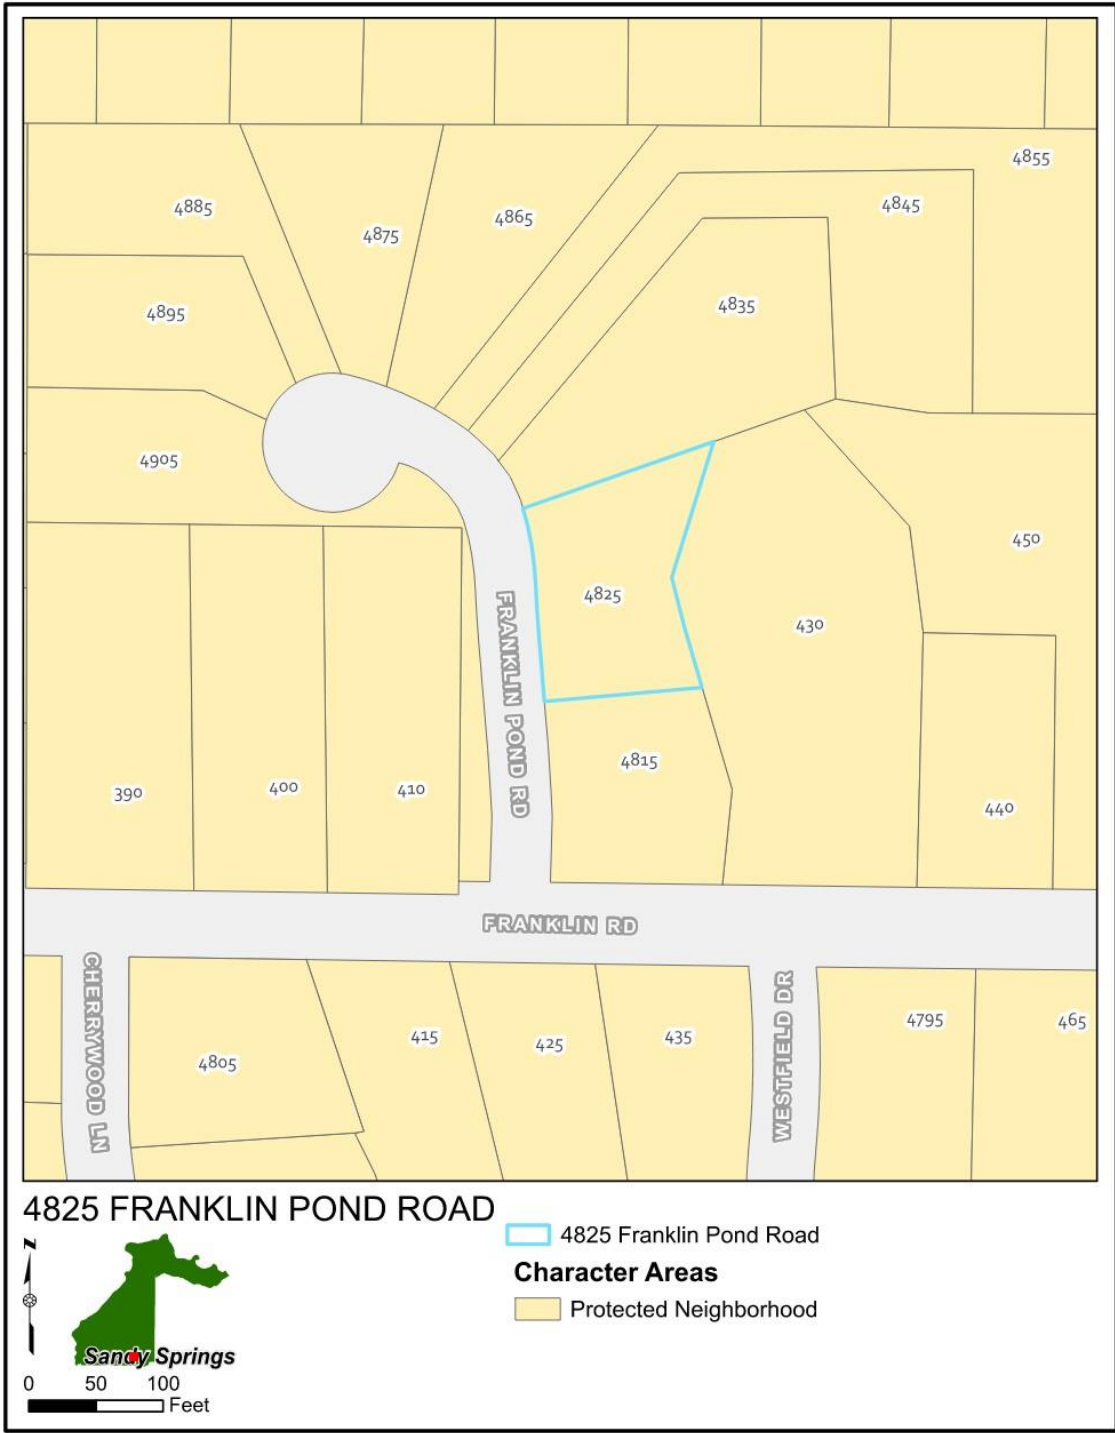 4855
4885
4845
4865
4875
4835
4895
4905
450
4825
430
FRANKLIN POND RD
4815
390
400
410
440
FRANKLIN RD
CHERRYWOOD LN
WESTFIELD DR
4795
465
415
435
425
4805
4825 FRANKLIN POND ROAD
4825 Franklin Pond Road
Character Areas
Protected Neighborhood
N
Sandy Springs
0 50 100
Feet